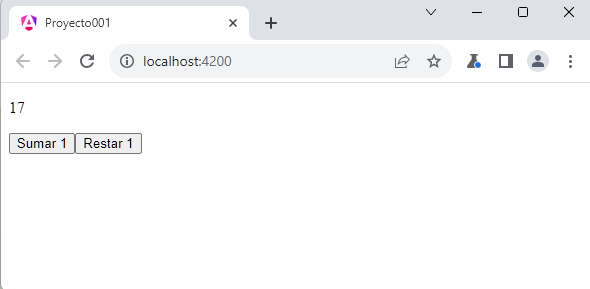 Proyecto001
localhost:4200
17
Sumar 1 Restar 1